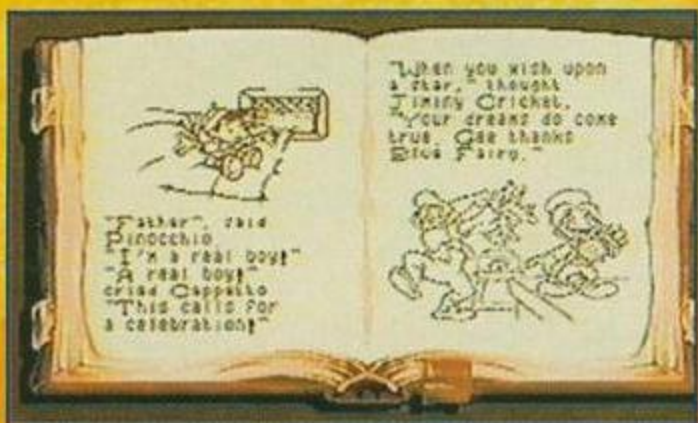 "Father", said
Pinocchio
"I'm a real boy!"
"A real boy!"
cried Geppetto
"This calls for
a celebration!"
"When you wish upon
a star," thought
Jiminy Cricket,
"Your dreams do come
true. Gee thanks
Blue Fairy."